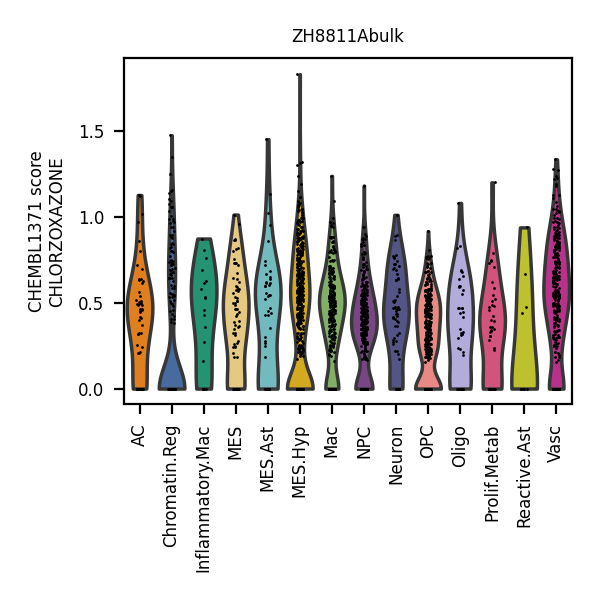 ZH8811Abulk
CHEMBL1371 score
CHLORZOXAZONE
1.5
1.0
0.5
0.0
AC
Chromatin.Reg
Inflammatory.Mac
MES
MES.Ast
MES.Hyp
Mac
NPC
Neuron
OPC
Oligo
Prolif.Metab
Reactive.Ast
Vasc